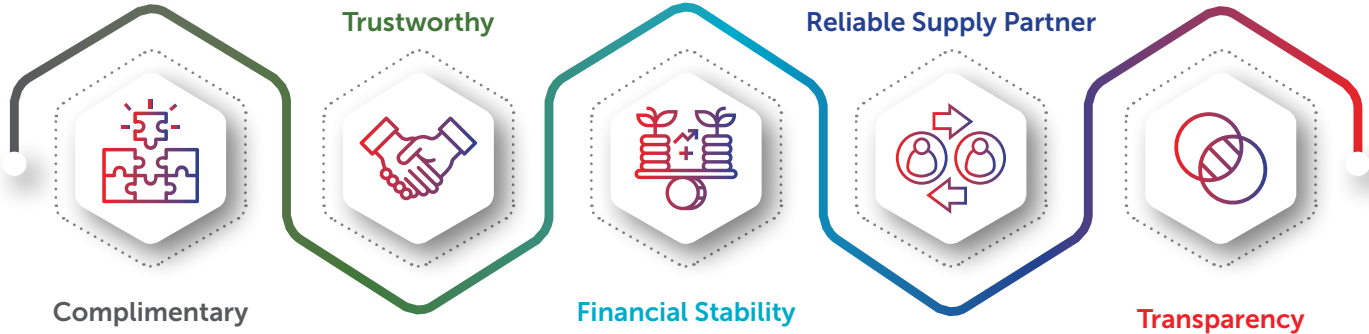 Complimentary
Trustworthy
Financial Stability
Reliable Supply Partner
Transparency